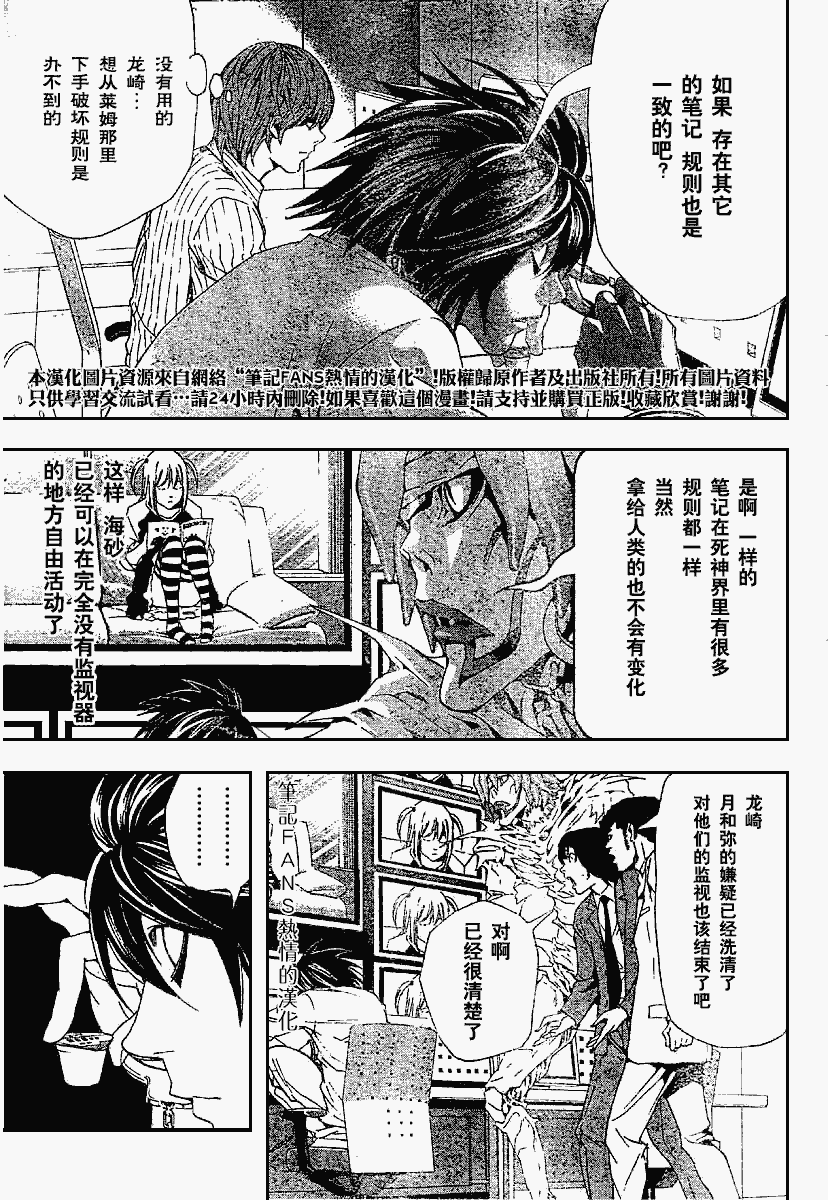 如果 存在其它
的笔记 规则也是
一致的吧?
没有用的
龙崎…
想从莱姆那里
下手破坏规则是
办不到的
本漢化圖片資源來自網絡“筆記FANS熱情的漢化”!版權歸原作者及出版社所有!所有圖片資料
只供學習交流試看…請24小時內刪除!如果喜歡這個漫畫!請支持並購買正版!收藏欣賞!謝謝!
是啊 一样的
笔记在死神界里有很多
规则都一样
当然
拿给人类的也不会有变化
这样 海砂
已经可以在完全没有监视器
的地方自由活动了
龙崎
月和弥的嫌疑已经洗清了
对他们的监视也该结束了吧
对啊
已经很清楚了
筆記FANS熱情的漢化
………
………